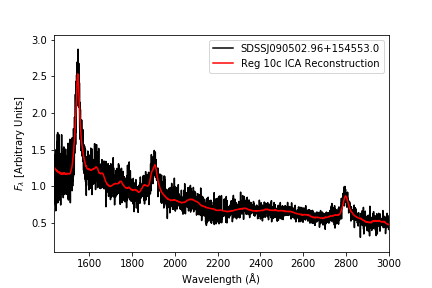 3.0
2.5
2.0
1.5
1.0
0.5
Fλ [Arbitrary Units]
SDSSJ090502.96+154553.0
Reg 10c ICA Reconstruction
1600 1800 2000 2200 2400 2600 2800 3000
Wavelength (Å)